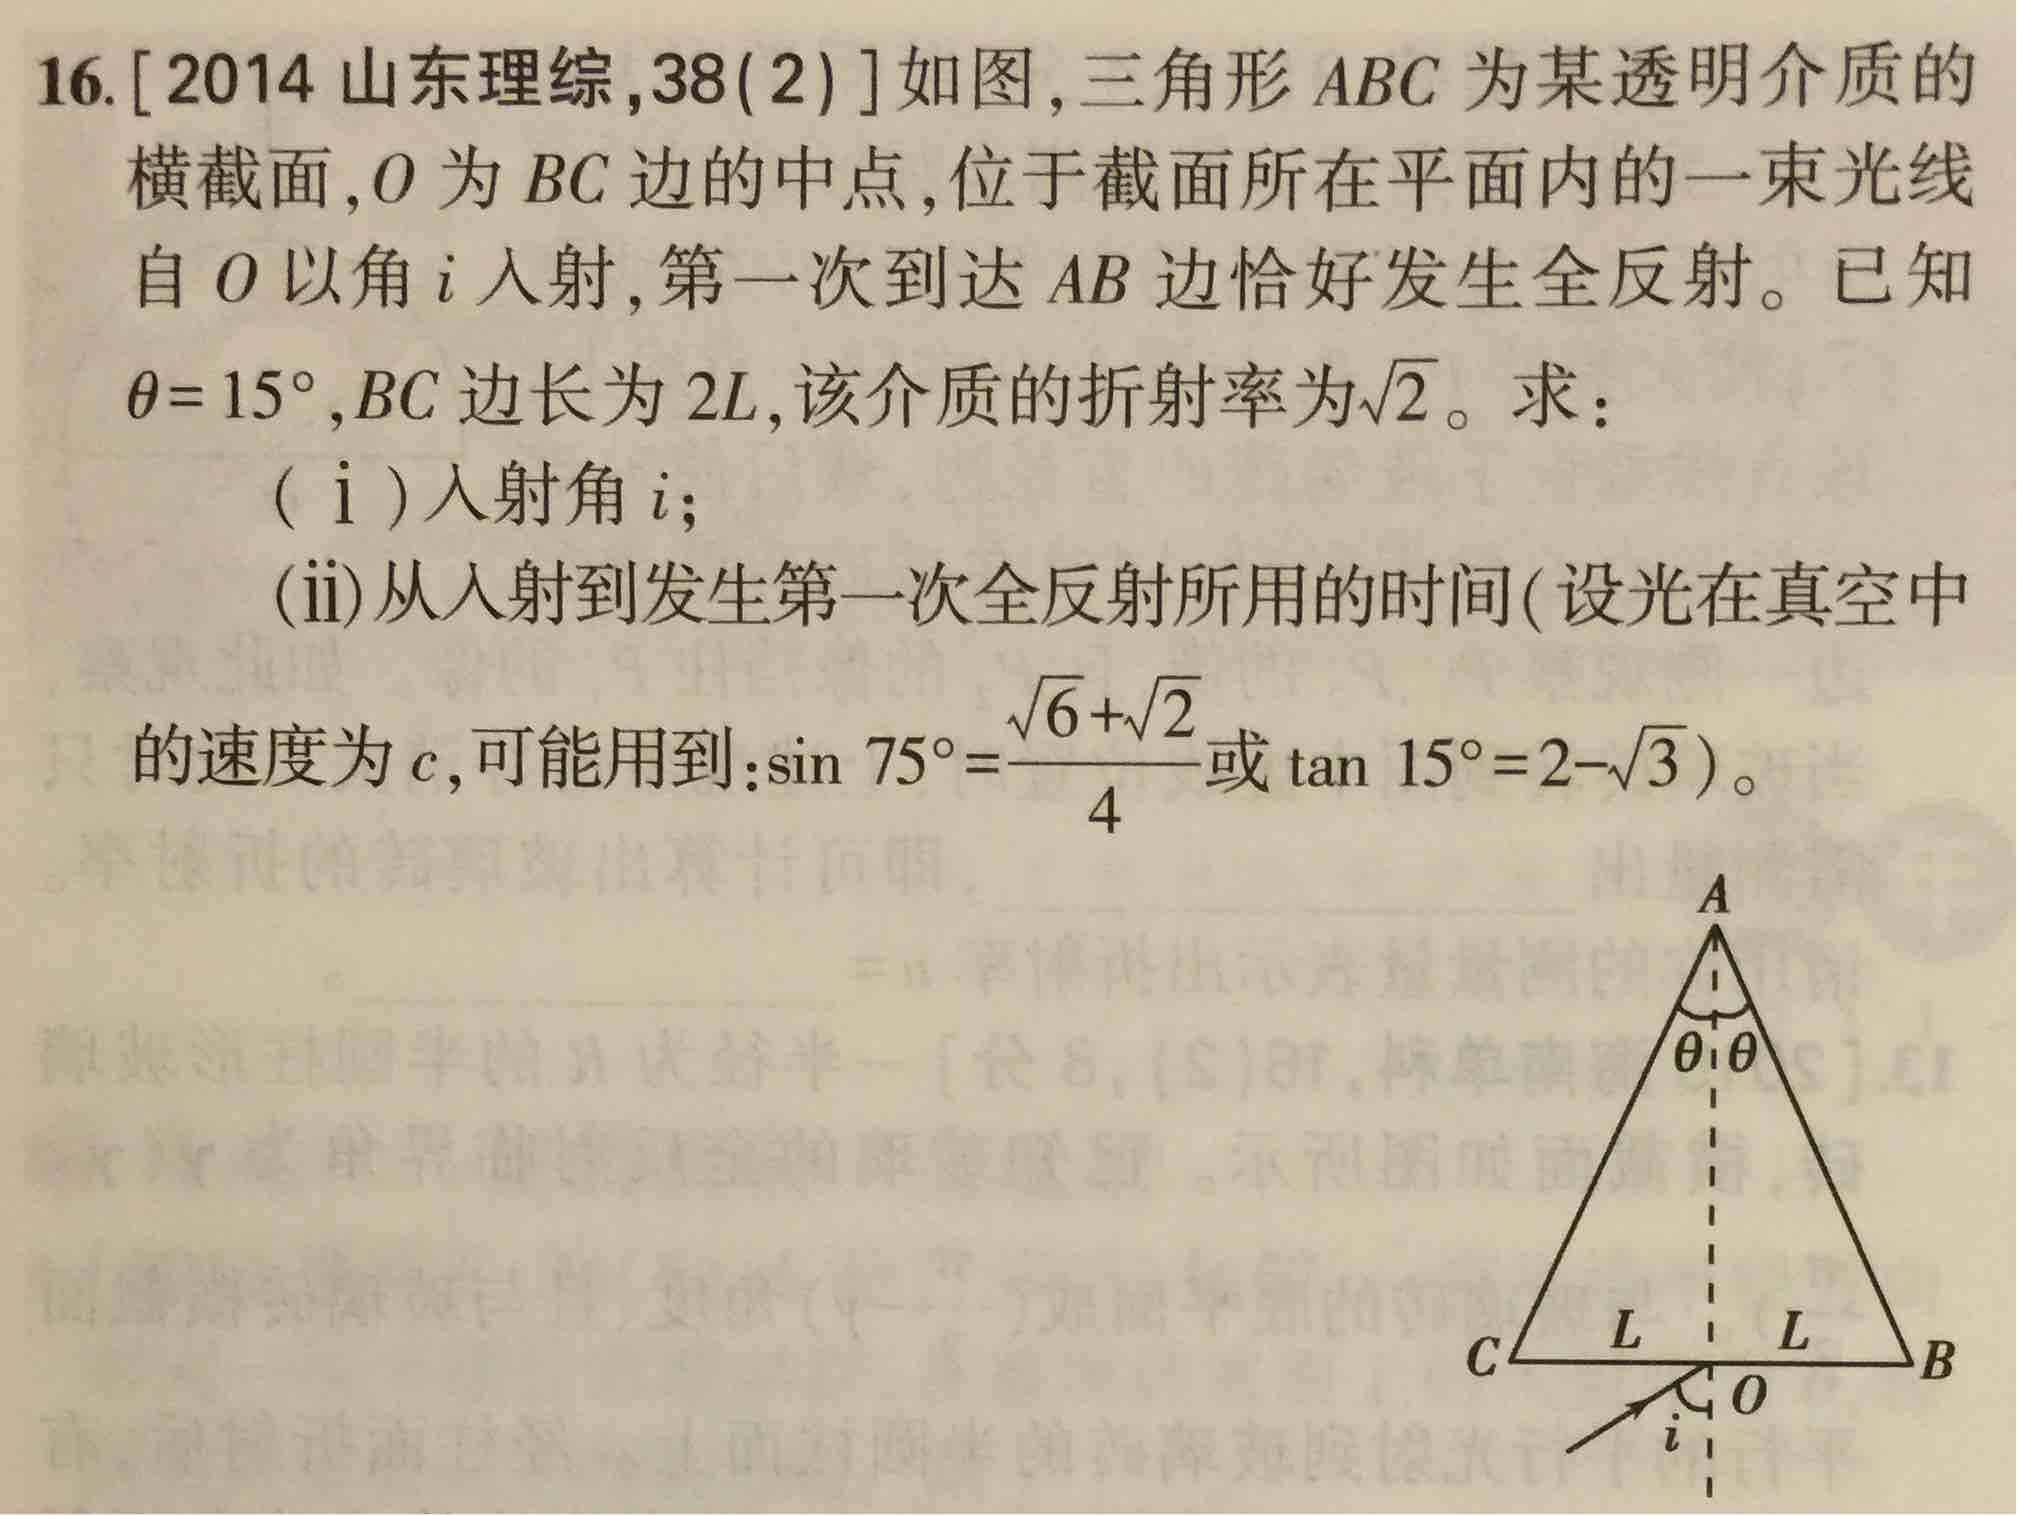 16.[2014 山东理综,38(2)]如图,三角形 ABC 为某透明介质的
横截面,O 为 BC 边的中点,位于截面所在平面内的一束光线
自 O 以角 i 入射,第一次到达 AB 边恰好发生全反射。已知
θ=15°,BC 边长为 2L,该介质的折射率为√2。求:
(ⅰ)入射角 i;
(ⅱ)从入射到发生第一次全反射所用的时间(设光在真空中
的速度为 c,可能用到:sin 75°=(√6+√2)/4 或 tan 15°=2-√3)。
A
θ θ
L L
C B
O
i